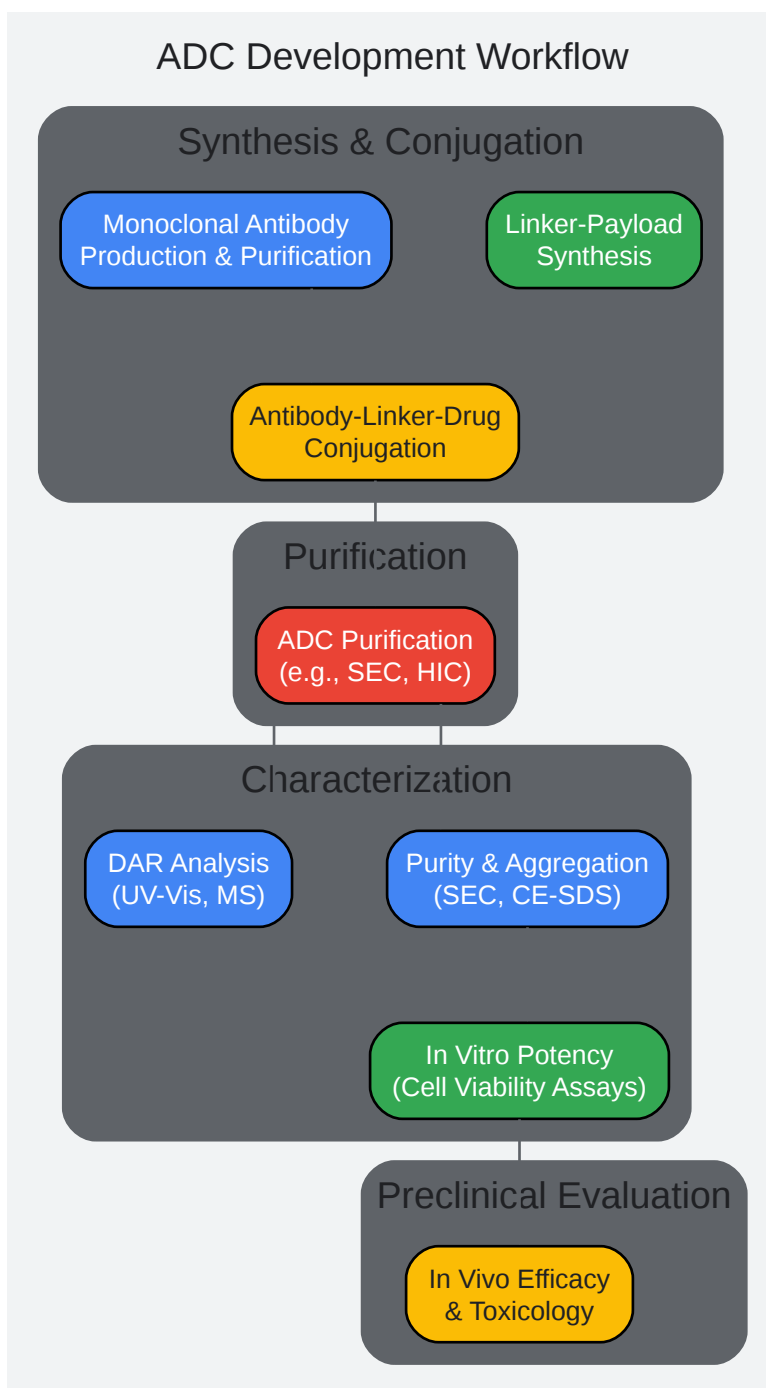 ADC Development Workflow
Synthesis & Conjugation
Monoclonal Antibody
Production & Purification
Linker-Payload
Synthesis
Antibody-Linker-Drug
Conjugation
Purification
ADC Purification
(e.g., SEC, HIC)
Characterization
DAR Analysis
(UV-Vis, MS)
Purity & Aggregation
(SEC, CE-SDS)
In Vitro Potency
(Cell Viability Assays)
Preclinical Evaluation
In Vivo Efficacy
& Toxicology